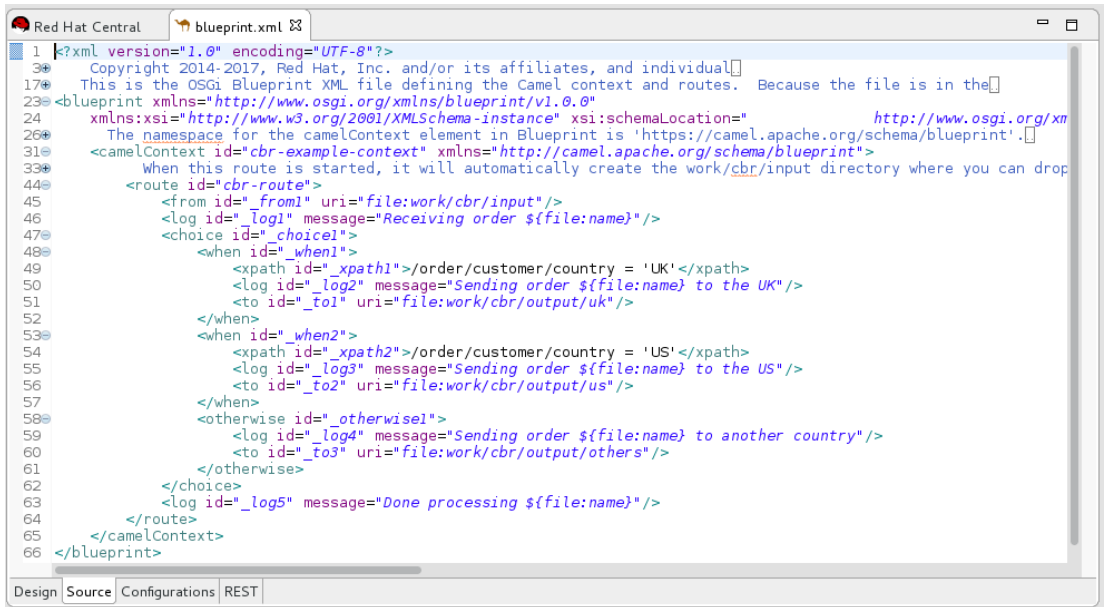 Red Hat Central blueprint.xml
1 <?xml version="1.0" encoding="UTF-8"?>
3 Copyright 2014-2017, Red Hat, Inc. and/or its affiliates, and individual
17 This is the OSGi Blueprint XML file defining the Camel context and routes.  Because the file is in the
23 <blueprint xmlns="http://www.osgi.org/xmlns/blueprint/v1.0.0"
24 xmlns:xsi="http://www.w3.org/2001/XMLSchema-instance" xsi:schemaLocation=" http://www.osgi.org/xm
26 The namespace for the camelContext element in Blueprint is 'https://camel.apache.org/schema/blueprint'.
31 <camelContext id="cbr-example-context" xmlns="http://camel.apache.org/schema/blueprint">
33 When this route is started, it will automatically create the work/cbr/input directory where you can drop
44 <route id="cbr-route">
45 <from id="_from1" uri="file:work/cbr/input"/>
46 <log id="_log1" message="Receiving order ${file:name}"/>
47 <choice id="_choice1">
48 <when id="_when1">
49 <xpath id="_xpath1">/order/customer/country = 'UK'</xpath>
50 <log id="_log2" message="Sending order ${file:name} to the UK"/>
51 <to id="_to1" uri="file:work/cbr/output/uk"/>
52 </when>
53 <when id="_when2">
54 <xpath id="_xpath2">/order/customer/country = 'US'</xpath>
55 <log id="_log3" message="Sending order ${file:name} to the US"/>
56 <to id="_to2" uri="file:work/cbr/output/us"/>
57 </when>
58 <otherwise id="_otherwise1">
59 <log id="_log4" message="Sending order ${file:name} to another country"/>
60 <to id="_to3" uri="file:work/cbr/output/others"/>
61 </otherwise>
62 </choice>
63 <log id="_log5" message="Done processing ${file:name}"/>
64 </route>
65 </camelContext>
66 </blueprint>
Design Source Configurations REST